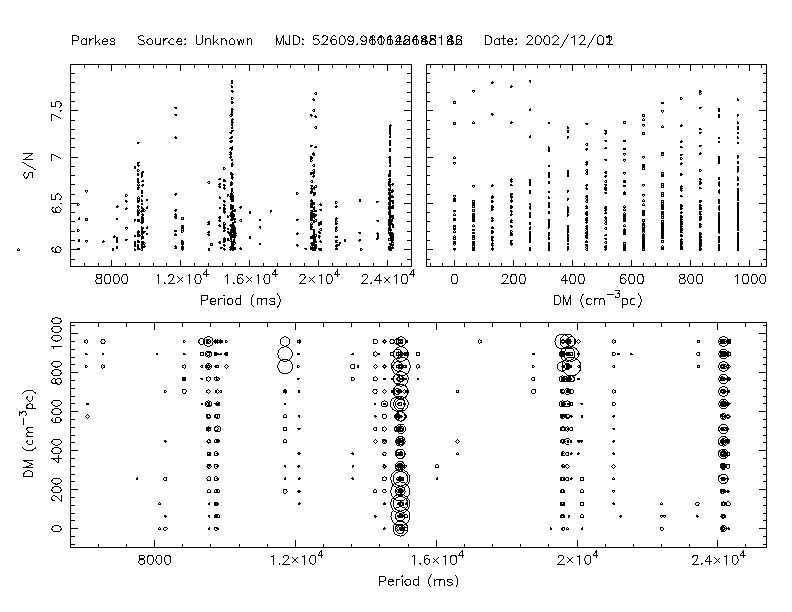 Parkes Source: Unknown MJD: Date: 2002/12/
7.5
7
6.5
6
S/N
8000 1.2×10⁴ 1.6×10⁴ 2×10⁴ 2.4×10⁴
Period (ms)
0 200 400 600 800 1000
DM (cm⁻³pc)
1000
800
600
400
200
0
DM (cm⁻³pc)
8000 1.2×10⁴ 1.6×10⁴ 2×10⁴ 2.4×10⁴
Period (ms)